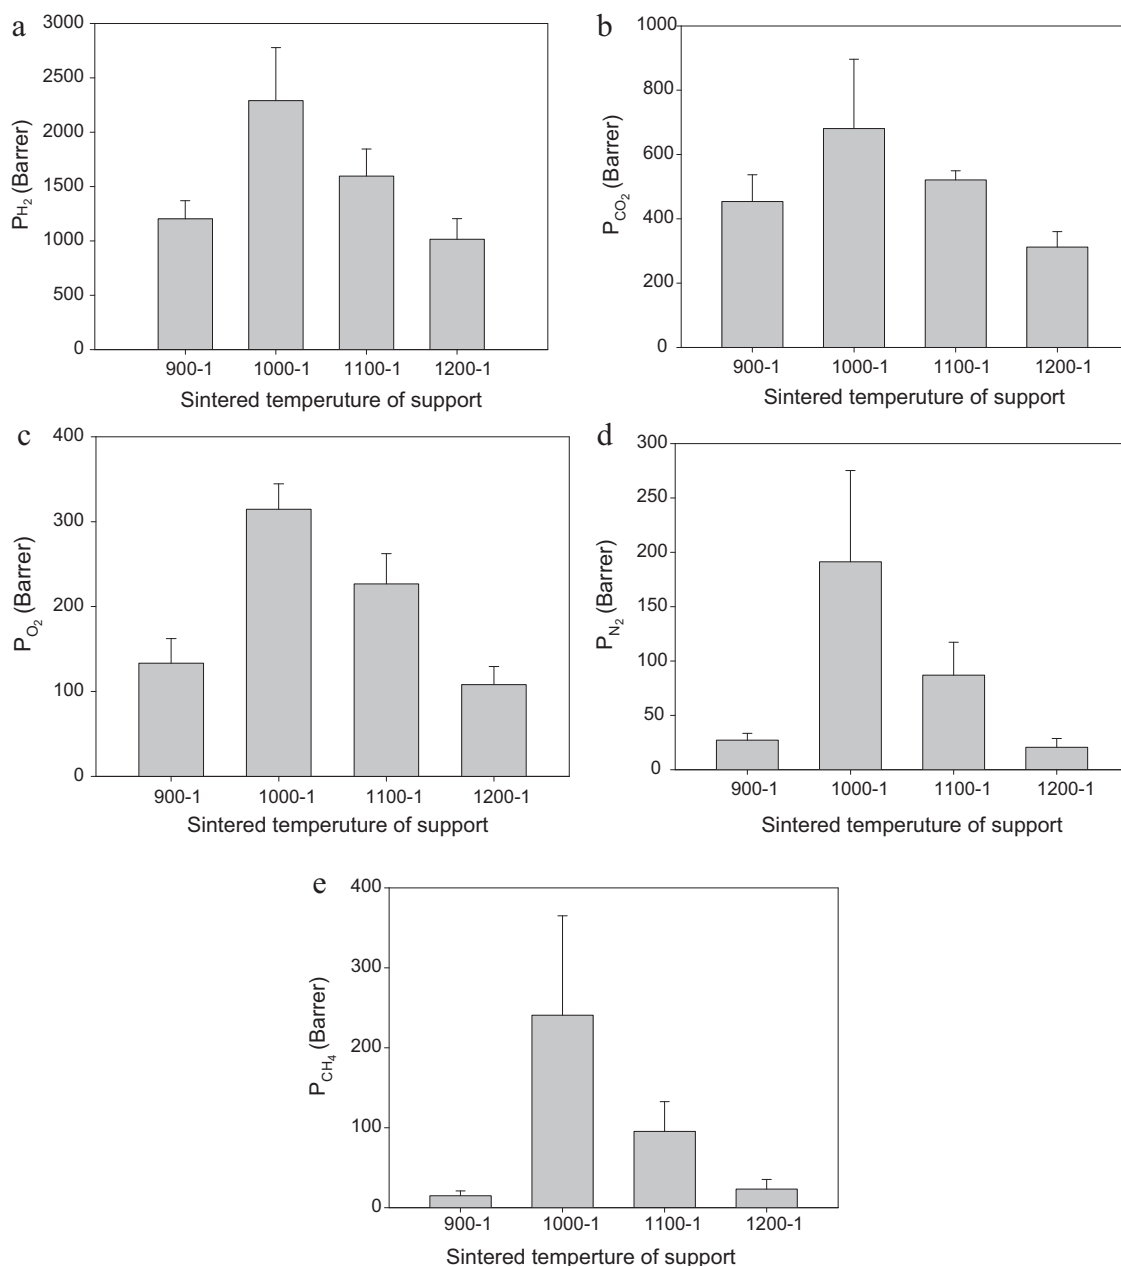 a
3000
2500
2000
1500
1000
500
0
P_H2 (Barrer)
900-1 1000-1 1100-1 1200-1
Sintered temperuture of support
b
1000
800
600
400
200
0
P_CO2 (Barrer)
900-1 1000-1 1100-1 1200-1
Sintered temperuture of support
c
400
300
200
100
0
P_O2 (Barrer)
900-1 1000-1 1100-1 1200-1
Sintered temperuture of support
d
300
250
200
150
100
50
0
P_N2 (Barrer)
900-1 1000-1 1100-1 1200-1
Sintered temperuture of support
e
400
300
200
100
0
P_CH4 (Barrer)
900-1 1000-1 1100-1 1200-1
Sintered temperture of support